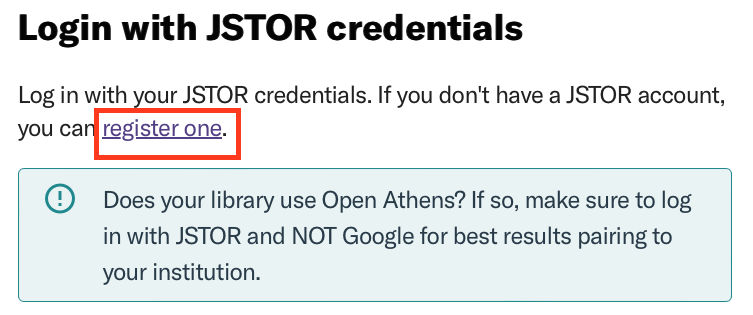 Login with JSTOR credentials
Log in with your JSTOR credentials. If you don't have a JSTOR account,
you can register one.
Does your library use Open Athens? If so, make sure to log
in with JSTOR and NOT Google for best results pairing to
your institution.